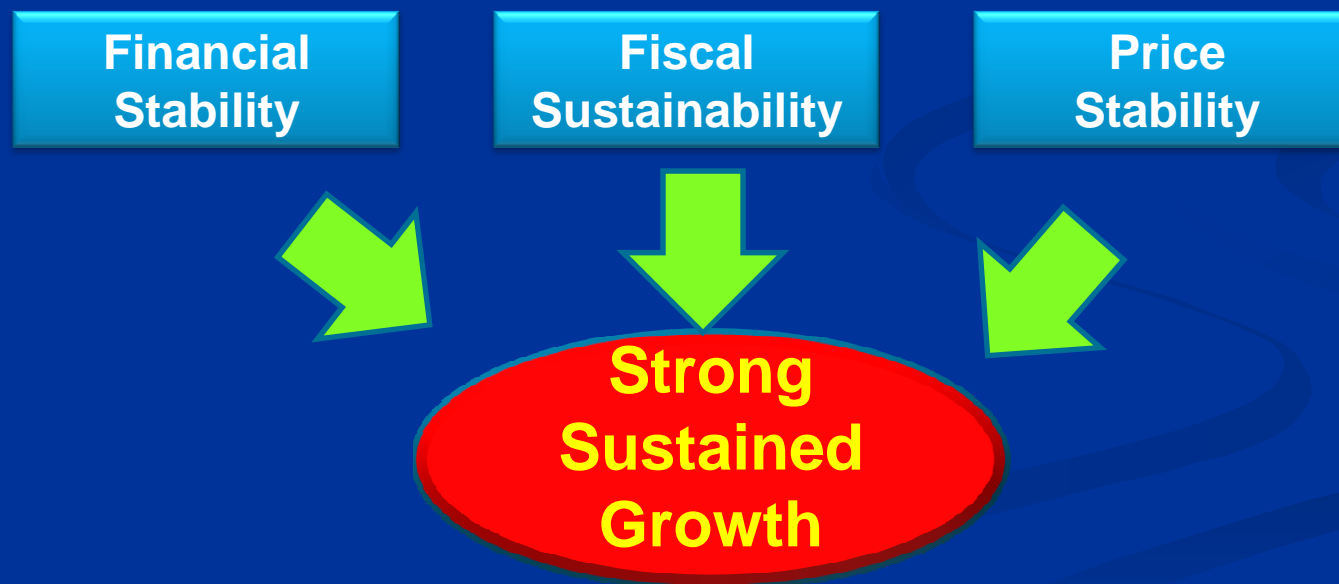 Financial
Stability
Fiscal
Sustainability
Price
Stability
Strong
Sustained
Growth